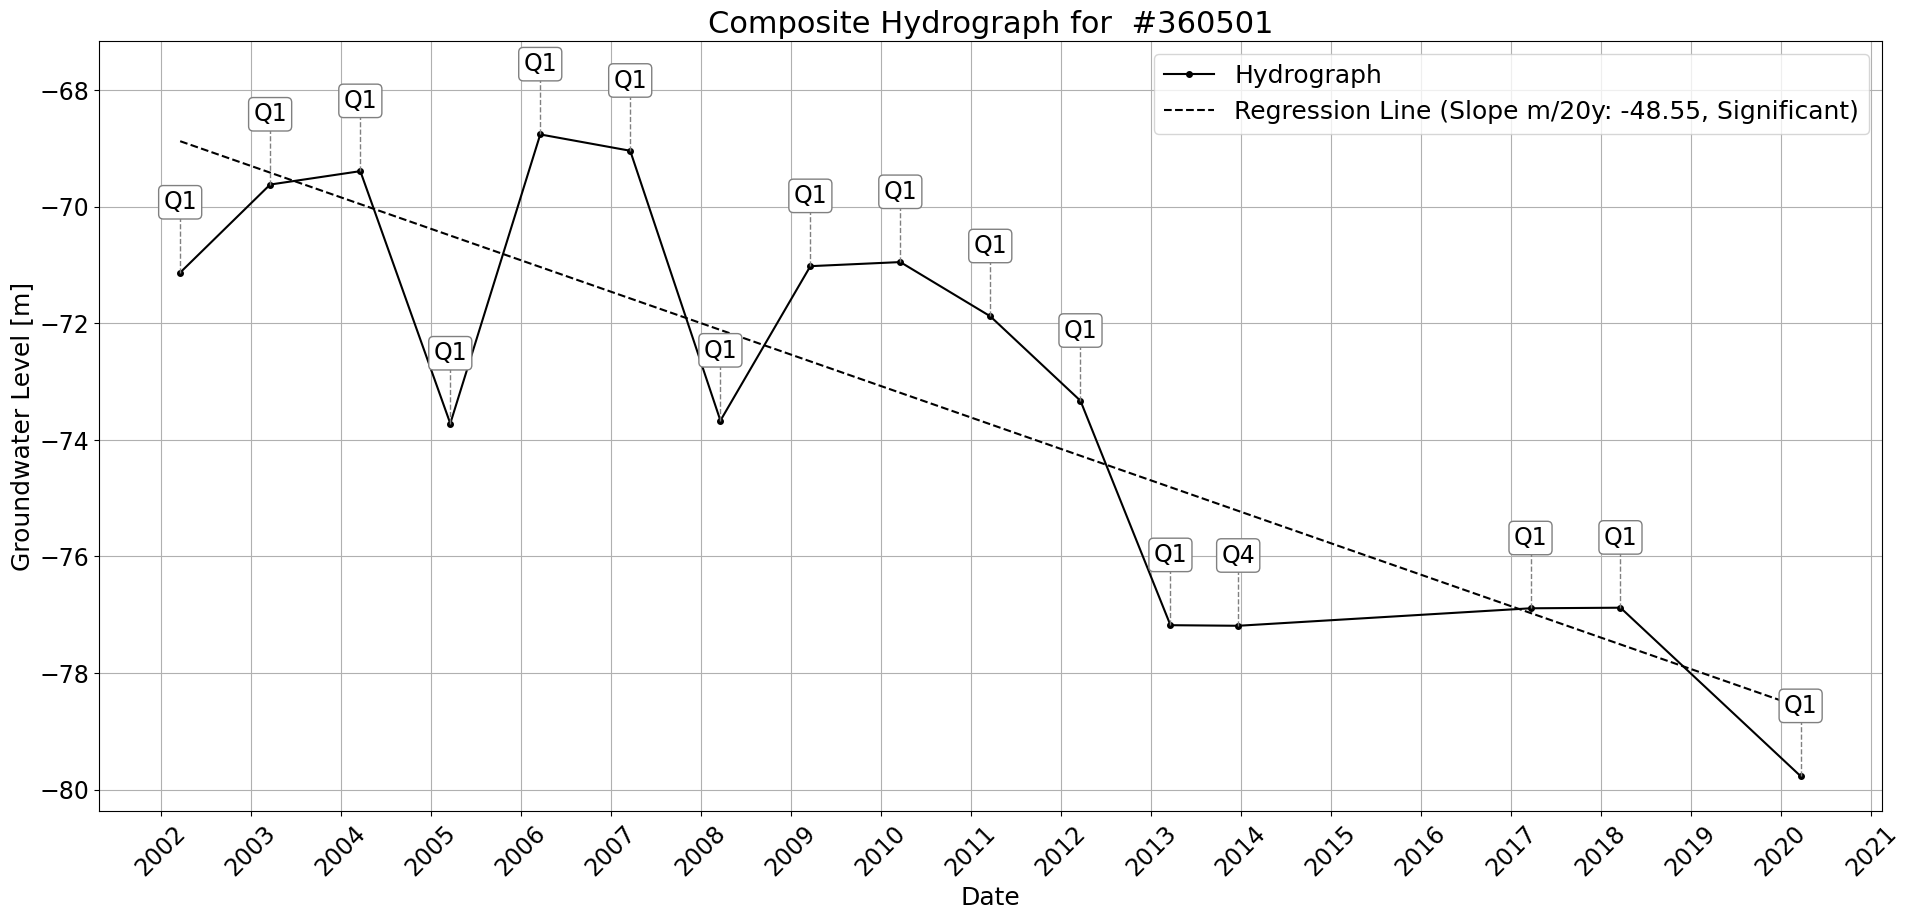 Composite Hydrograph for  #360501
Hydrograph
Regression Line (Slope m/20y: -48.55, Significant)
Groundwater Level [m]
−68
−70
−72
−74
−76
−78
−80
Q1
Q1
Q1
Q1
Q1
Q1
Q1
Q1
Q1
Q1
Q1
Q1
Q4
Q1
Q1
Q1
2002
2003
2004
2005
2006
2007
2008
2009
2010
2011
2012
2013
2014
2015
2016
2017
2018
2019
2020
2021
Date